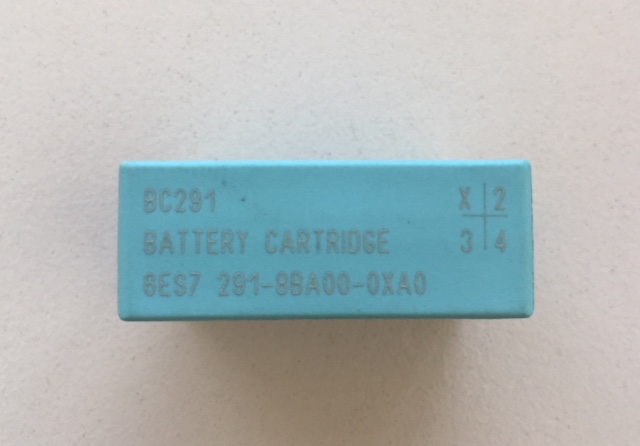 BC291
BATTERY CARTRIDGE
6ES7 291-8BA00-0XA0
X 2
3 4